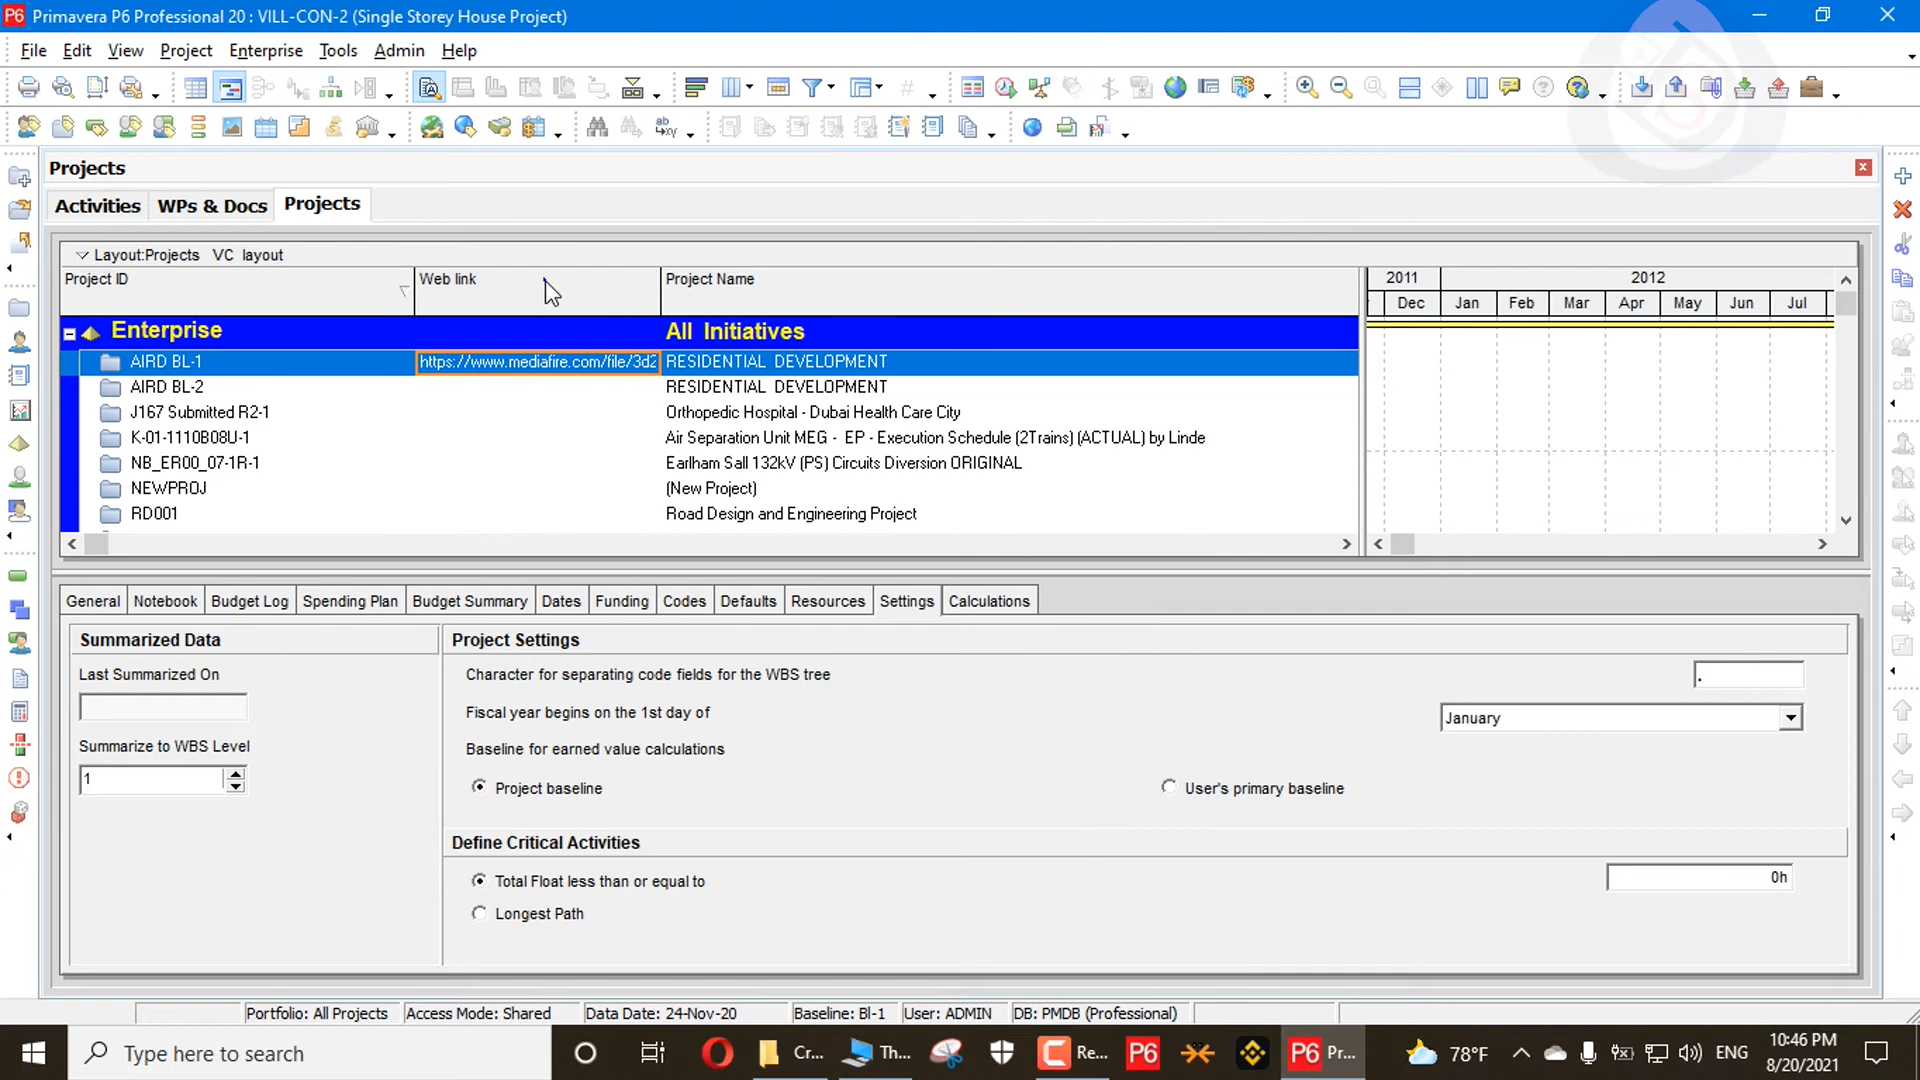 P6 Primavera P6 Professional 20 : VILL-CON-2 (Single Storey House Project)
File Edit View Project Enterprise Tools Admin Help
Projects
Activities WPs & Docs Projects
Layout:Projects VC layout
Project ID Web link Project Name 2011 2012
Dec Jan Feb Mar Apr May Jun Jul
Enterprise All Initiatives
AIRD BL-1 https://www.mediafire.com/file/3d2 RESIDENTIAL DEVELOPMENT
AIRD BL-2 RESIDENTIAL DEVELOPMENT
J167 Submitted R2-1 Orthopedic Hospital - Dubai Health Care City
K-01-1110B08U-1 Air Separation Unit MEG - EP - Execution Schedule (2Trains) (ACTUAL) by Linde
NB_ER00_07-1R-1 Earlham Sall 132kV (PS) Circuits Diversion ORIGINAL
NEWPROJ (New Project)
RD001 Road Design and Engineering Project
General Notebook Budget Log Spending Plan Budget Summary Dates Funding Codes Defaults Resources Settings Calculations
Summarized Data Project Settings
Last Summarized On Character for separating code fields for the WBS tree .
Fiscal year begins on the 1st day of January
Summarize to WBS Level Baseline for earned value calculations
1 Project baseline User's primary baseline
Define Critical Activities
Total Float less than or equal to 0h
Longest Path
Portfolio: All Projects Access Mode: Shared Data Date: 24-Nov-20 Baseline: Bl-1 User: ADMIN DB: PMDB (Professional)
Type here to search Cr... Th... Re... P6 P6 Pr... 78°F ENG 10:46 PM
8/20/2021